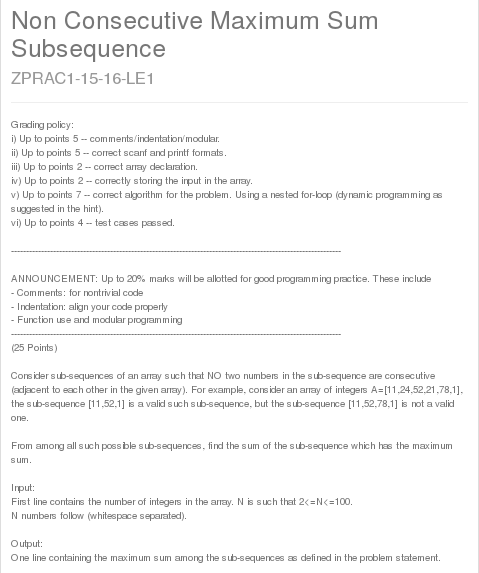 Non Consecutive Maximum Sum
Subsequence
ZPRAC1-15-16-LE1
Grading policy:
i) Up to points 5 -- comments/indentation/modular.
ii) Up to points 5 -- correct scanf and printf formats.
iii) Up to points 2 -- correct array declaration.
iv) Up to points 2 -- correctly storing the input in the array.
v) Up to points 7 -- correct algorithm for the problem. Using a nested for-loop (dynamic programming as
suggested in the hint).
vi) Up to points 4 -- test cases passed.
--------------------------------------------------------------------------------------------------------------
ANNOUNCEMENT: Up to 20% marks will be allotted for good programming practice. These include
- Comments: for nontrivial code
- Indentation: align your code properly
- Function use and modular programming
--------------------------------------------------------------------------------------------------------------
(25 Points)
Consider sub-sequences of an array such that NO two numbers in the sub-sequence are consecutive
(adjacent to each other in the given array). For example, consider an array of integers A=[11,24,52,21,78,1],
the sub-sequence [11,52,1] is a valid such sub-sequence, but the sub-sequence [11,52,78,1] is not a valid
one.
From among all such possible sub-sequences, find the sum of the sub-sequence which has the maximum
sum.
Input:
First line contains the number of integers in the array. N is such that 2<=N<=100.
N numbers follow (whitespace separated).
Output:
One line containing the maximum sum among the sub-sequences as defined in the problem statement.